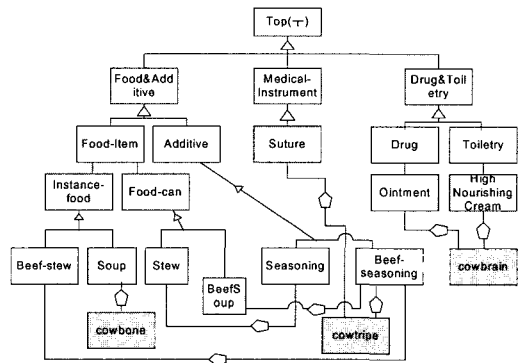 Top(┬)
Food&Add
itive
Medical-
Instrument
Drug&Toil
etry
Food-Item
Additive
Suture
Drug
Toiletry
Instance-
food
Food-can
Ointment
High
Nourishing
Cream
Beef-stew
Soup
Stew
BeefS
oup
Seasoning
Beef-
seasoning
cowbrain
cowbone
cowtripe